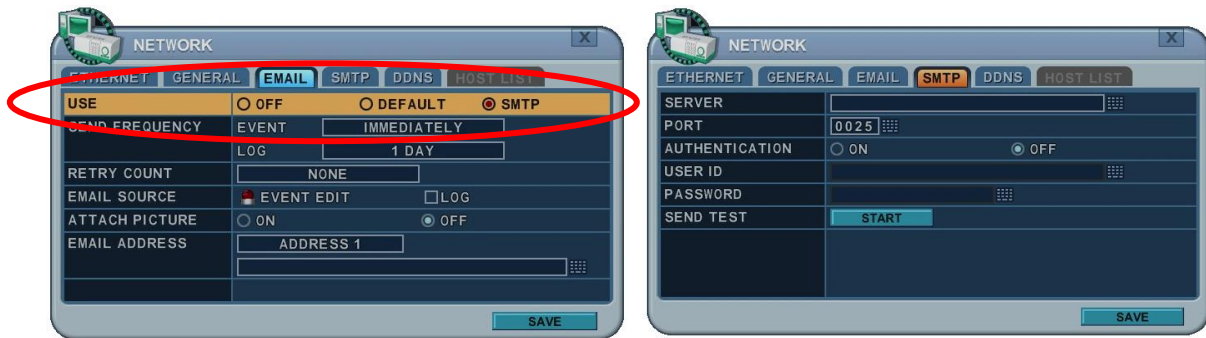 NETWORK X
ETHERNET GENERAL EMAIL SMTP DDNS HOST LIST
USE OFF DEFAULT SMTP
SEND FREQUENCY EVENT IMMEDIATELY
LOG 1 DAY
RETRY COUNT NONE
EMAIL SOURCE EVENT EDIT LOG
ATTACH PICTURE ON OFF
EMAIL ADDRESS ADDRESS 1
SAVE
NETWORK X
ETHERNET GENERAL EMAIL SMTP DDNS HOST LIST
SERVER
PORT 0025
AUTHENTICATION ON OFF
USER ID
PASSWORD
SEND TEST START
SAVE